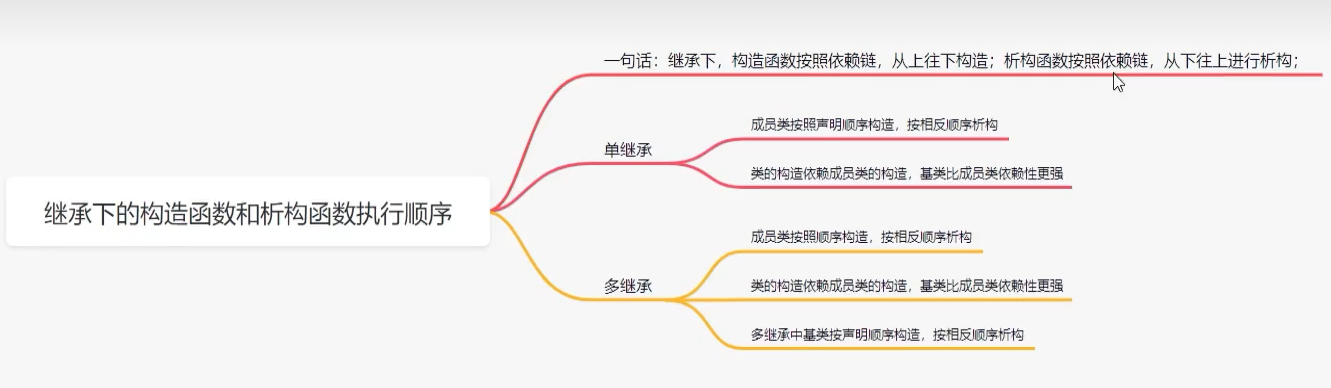 一句话：继承下，构造函数按照依赖链，从上往下构造；析构函数按照依赖链，从下往上进行析构；
成员类按照声明顺序构造，按相反顺序析构
单继承
类的构造依赖成员类的构造，基类比成员类依赖性更强
继承下的构造函数和析构函数执行顺序
成员类按照顺序构造，按相反顺序析构
多继承
类的构造依赖成员类的构造，基类比成员类依赖性更强
多继承中基类按声明顺序构造，按相反顺序析构